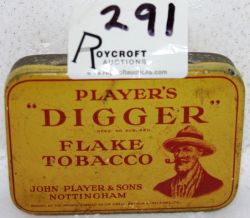 291
ROYCROFT
AUCTIONS
PLAYER'S
"DIGGER"
FLAKE
TOBACCO
JOHN PLAYER & SONS
NOTTINGHAM